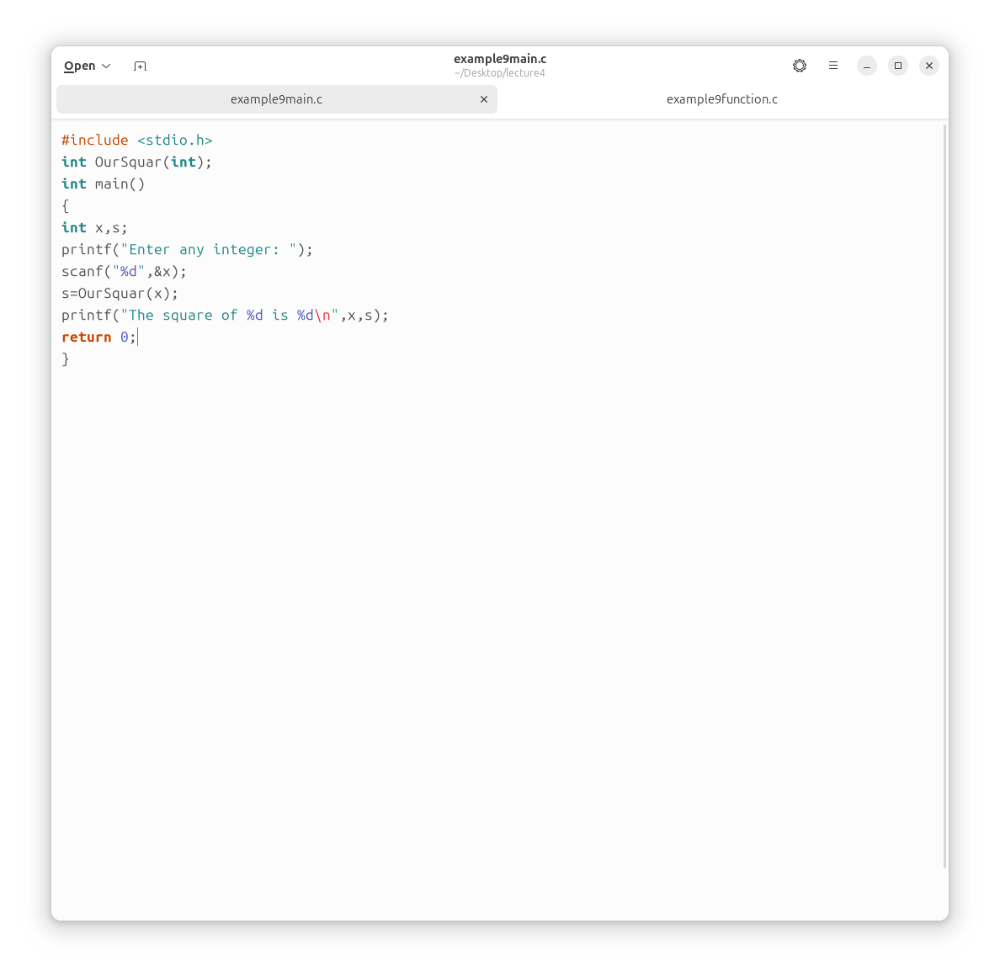 Open
example9main.c
~/Desktop/lecture4
example9main.c
example9function.c
#include <stdio.h>
int OurSquar(int);
int main()
{
int x,s;
printf("Enter any integer: ");
scanf("%d",&x);
s=OurSquar(x);
printf("The square of %d is %d\n",x,s);
return 0;
}